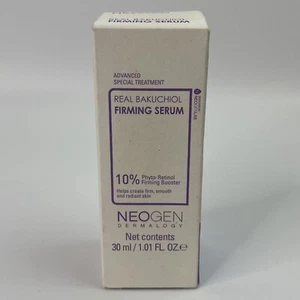 ADVANCED
SPECIAL TREATMENT
REAL BAKUCHIOL
FIRMING SERUM
10% Phyto-Retinol
Firming Booster
Helps create firm, smooth
and radiant skin
NEOGEN
DERMALOGY
Net contents
30 ml / 1.01 FL. OZ.e